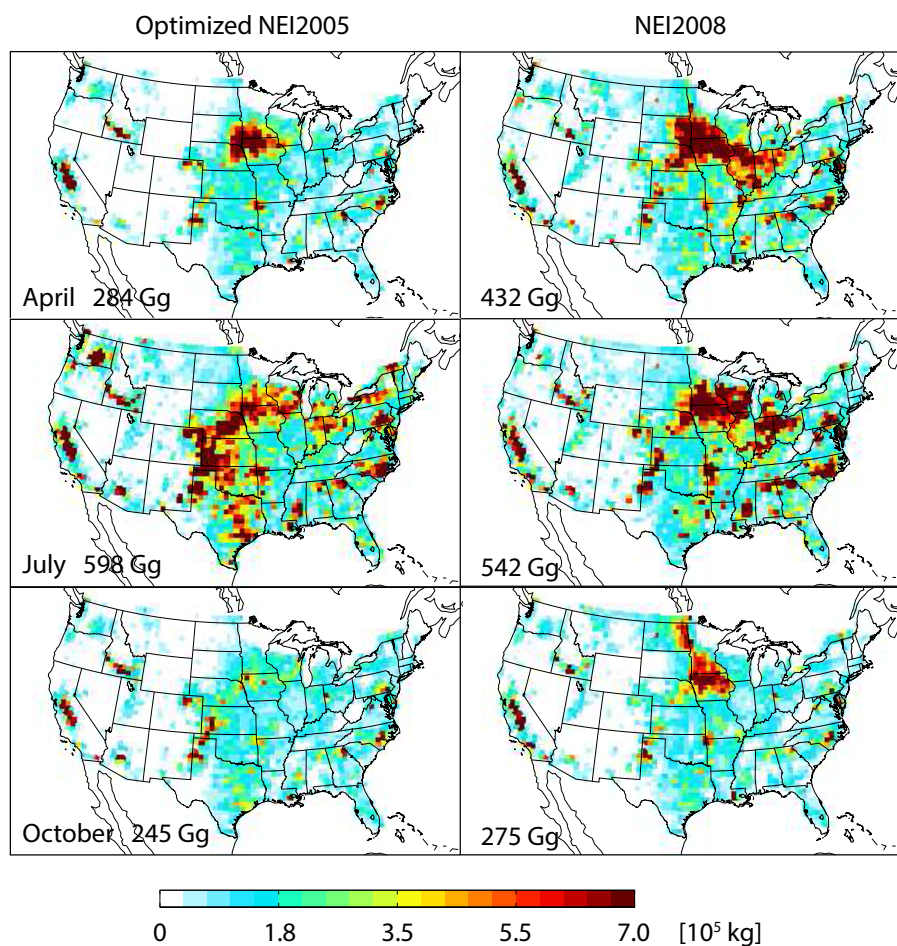 Optimized NEI2005 NEI2008
April 284 Gg 432 Gg
July 598 Gg 542 Gg
October 245 Gg 275 Gg
0 1.8 3.5 5.5 7.0 [10⁵ kg]